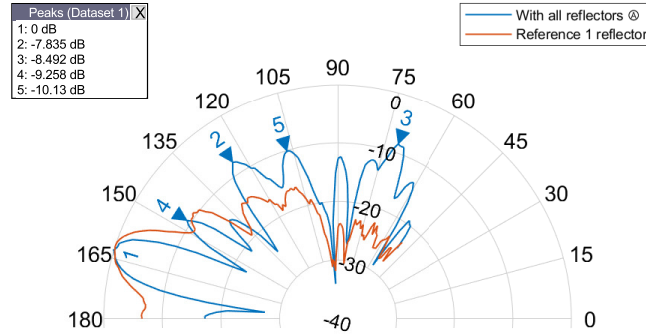 Peaks (Dataset 1) X
1: 0 dB
2: -7.835 dB
3: -8.492 dB
4: -9.258 dB
5: -10.13 dB
With all reflectors Ⓐ
Reference 1 reflector
90
105
75
120
0
60
5
3
2
135
-10
45
4
150
-20
30
165
1
-30
15
180
-40
0